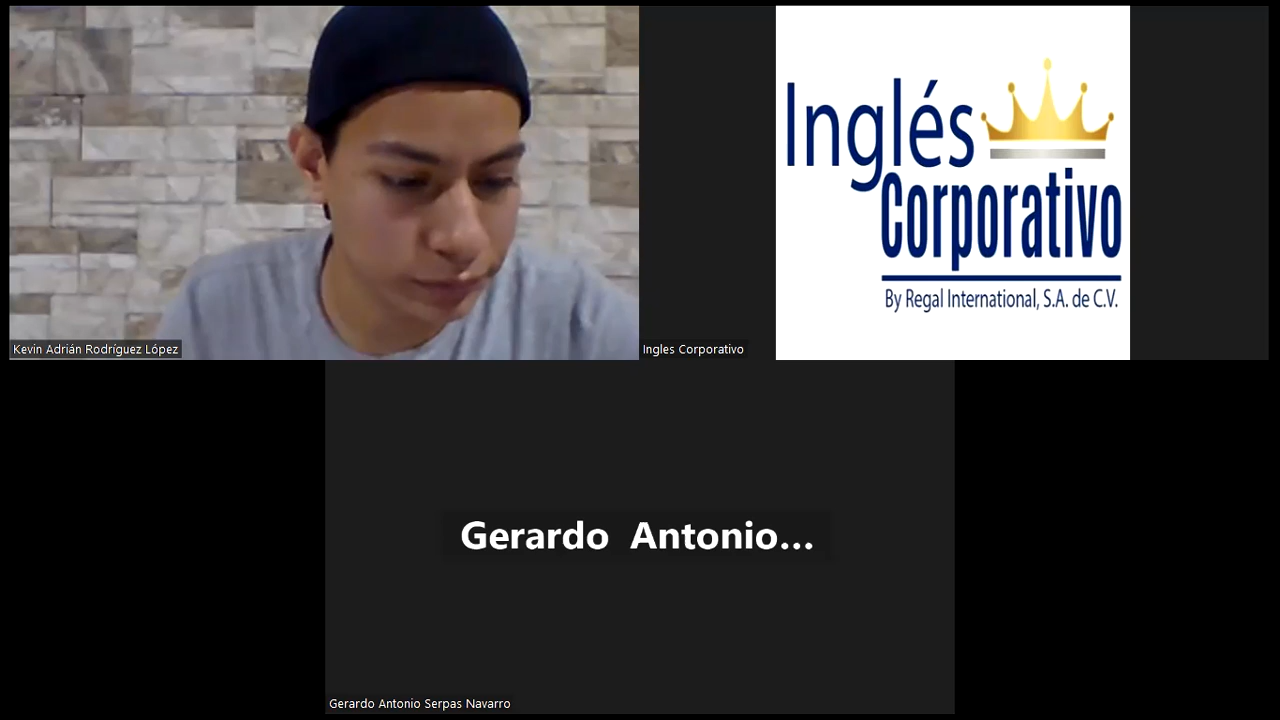 Inglés
Corporativo
By Regal International, S.A. de C.V.
Kevin Adrián Rodríguez López
Ingles Corporativo
Gerardo Antonio...
Gerardo Antonio Serpas Navarro